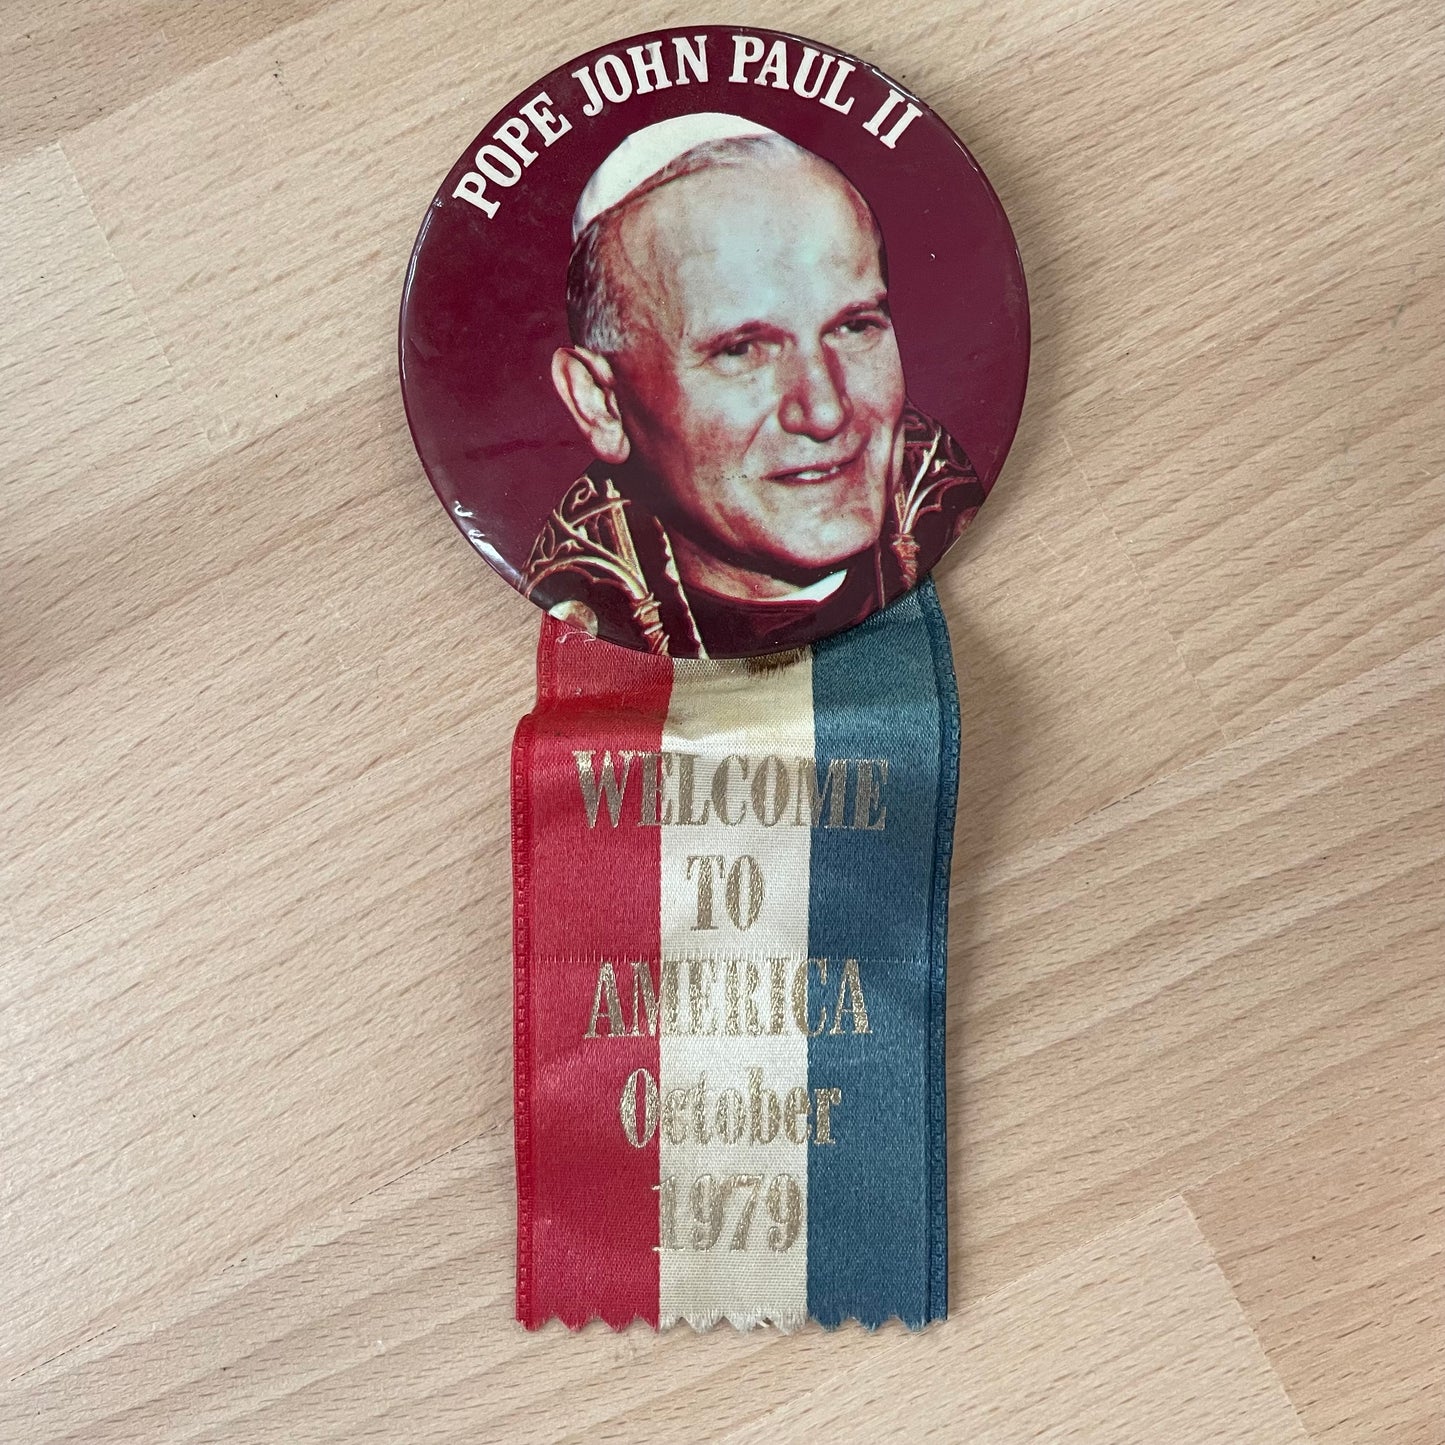 POPE JOHN PAUL II
WELCOME
TO
AMERICA
October
1979